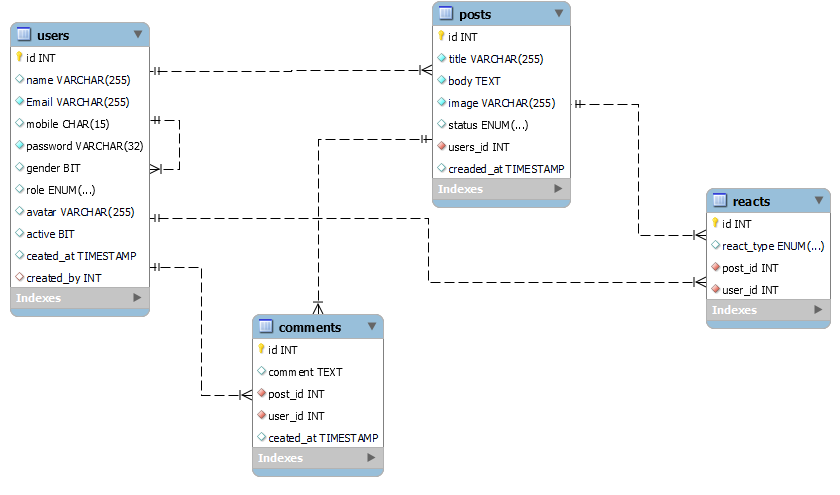 users
id INT
name VARCHAR(255)
Email VARCHAR(255)
mobile CHAR(15)
password VARCHAR(32)
gender BIT
role ENUM(...)
avatar VARCHAR(255)
active BIT
ceated_at TIMESTAMP
created_by INT
Indexes
posts
id INT
title VARCHAR(255)
body TEXT
image VARCHAR(255)
status ENUM(...)
users_id INT
creaded_at TIMESTAMP
Indexes
reacts
id INT
react_type ENUM(...)
post_id INT
user_id INT
Indexes
comments
id INT
comment TEXT
post_id INT
user_id INT
ceated_at TIMESTAMP
Indexes